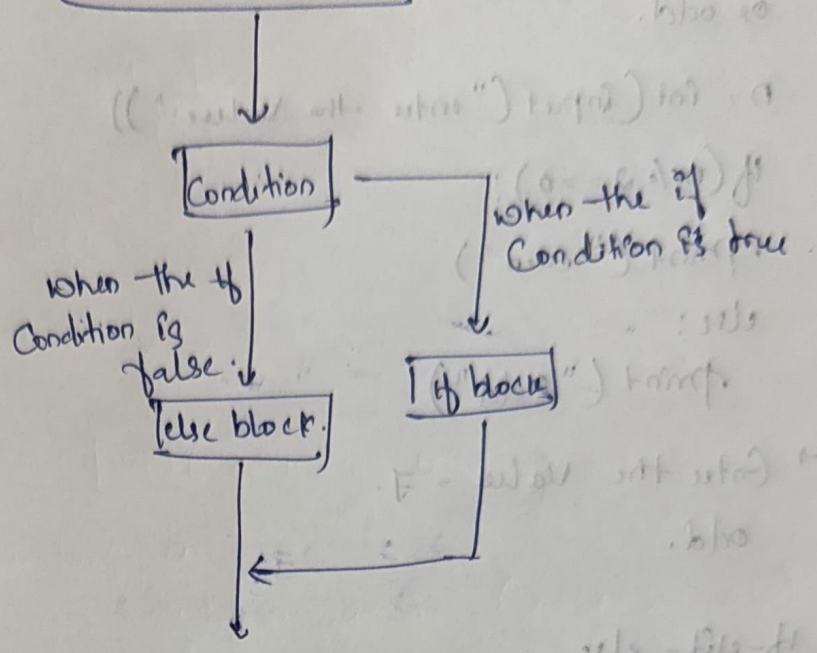 Condition
when the if
Condition is true
when the if
Condition is
false.
else block.
if block